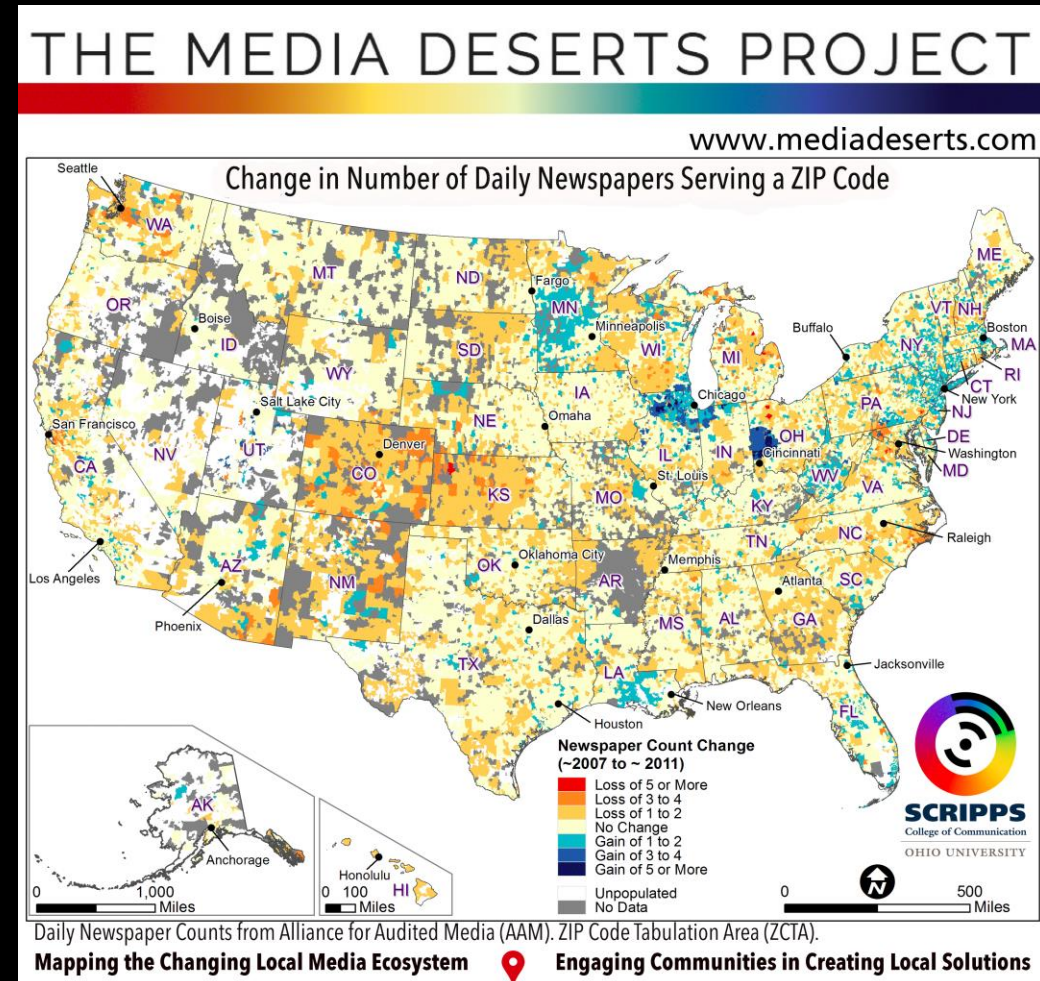 THE MEDIA DESERTS PROJECT
www.mediadeserts.com
Change in Number of Daily Newspapers Serving a ZIP Code
Seattle
WA
MT
ND
Fargo
MN
ME
OR
Boise
ID
SD
Minneapolis
WI
MI
Buffalo
VT
NH
Boston
MA
NY
RI
WY
IA
Chicago
CT
New York
Salt Lake City
NE
Omaha
PA
NJ
San Francisco
NV
UT
Denver
CO
IL
IN
OH
Cincinnati
DE
Washington
MD
CA
KS
MO
St. Louis
WV
VA
KY
Raleigh
Los Angeles
AZ
NM
OK
Oklahoma City
AR
Memphis
TN
NC
SC
Atlanta
Phoenix
Dallas
MS
AL
GA
TX
LA
Jacksonville
New Orleans
Houston
FL
Newspaper Count Change
(~2007 to ~ 2011)
Loss of 5 or More
Loss of 3 to 4
Loss of 1 to 2
No Change
Gain of 1 to 2
Gain of 3 to 4
Gain of 5 or More
Unpopulated
No Data
AK
Anchorage
0 1,000
Miles
Honolulu
HI
0 100
Miles
SCRIPPS
College of Communication
OHIO UNIVERSITY
N
0 500
Miles
Daily Newspaper Counts from Alliance for Audited Media (AAM). ZIP Code Tabulation Area (ZCTA).
Mapping the Changing Local Media Ecosystem Engaging Communities in Creating Local Solutions